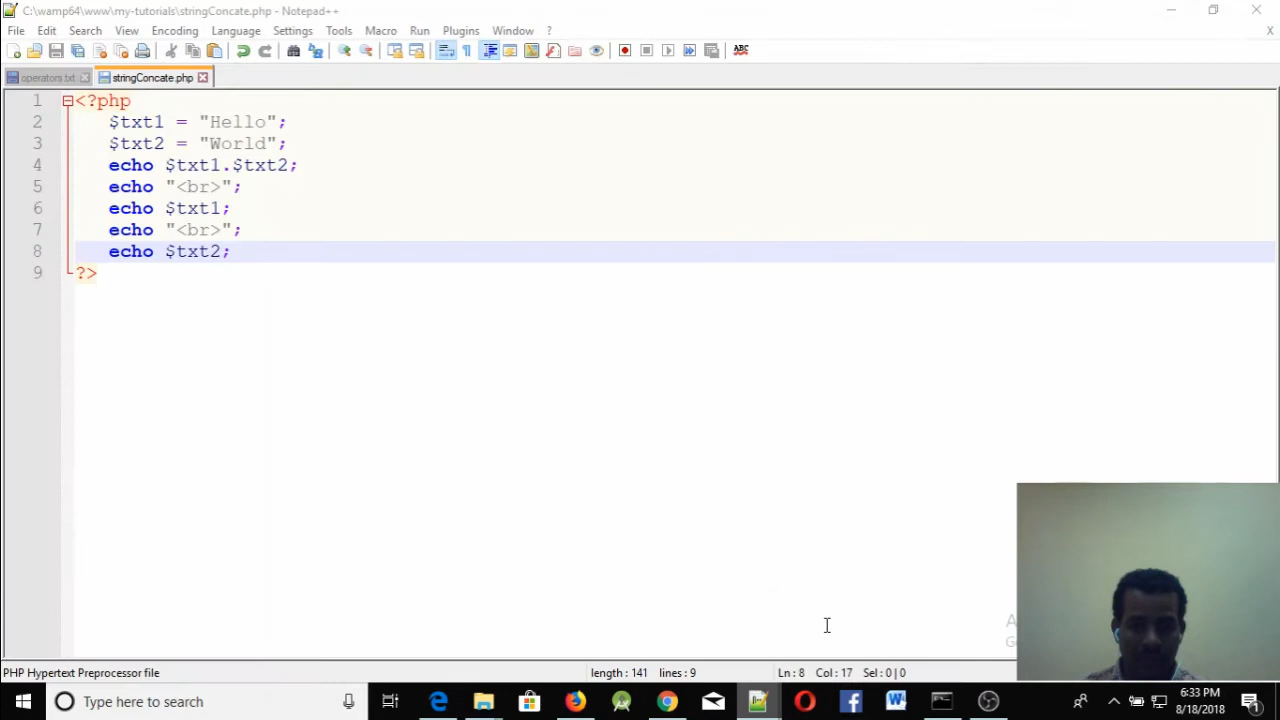 C:\wamp64\www\my-tutorials\stringConcate.php - Notepad++
File Edit Search View Encoding Language Settings Tools Macro Run Plugins Window ? X
ABC
operators.txt stringConcate.php
1 <?php
2 $txt1 = "Hello";
3 $txt2 = "World";
4 echo $txt1.$txt2;
5 echo "<br>";
6 echo $txt1;
7 echo "<br>";
8 echo $txt2;
9 ?>
PHP Hypertext Preprocessor file length : 141 lines : 9 Ln : 8 Col : 17 Sel : 0 | 0
Type here to search 6:33 PM
8/18/2018 1